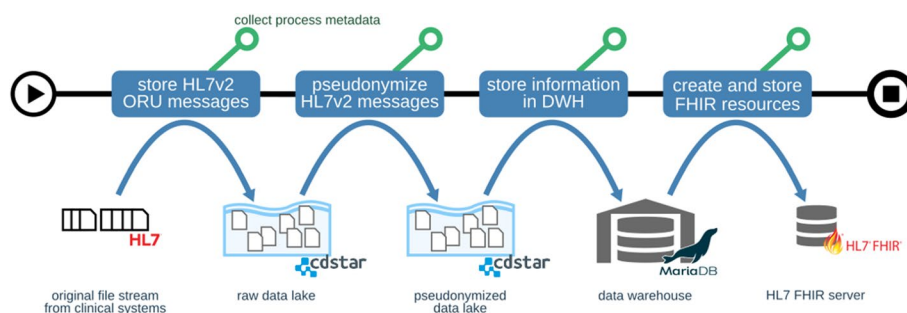 collect process metadata
store HL7v2
ORU messages
pseudonymize
HL7v2 messages
store information
in DWH
create and store
FHIR resources
HL7
cdstar
cdstar
MariaDB
HL7® FHIR®
original file stream
from clinical systems
raw data lake
pseudonymized
data lake
data warehouse
HL7 FHIR server